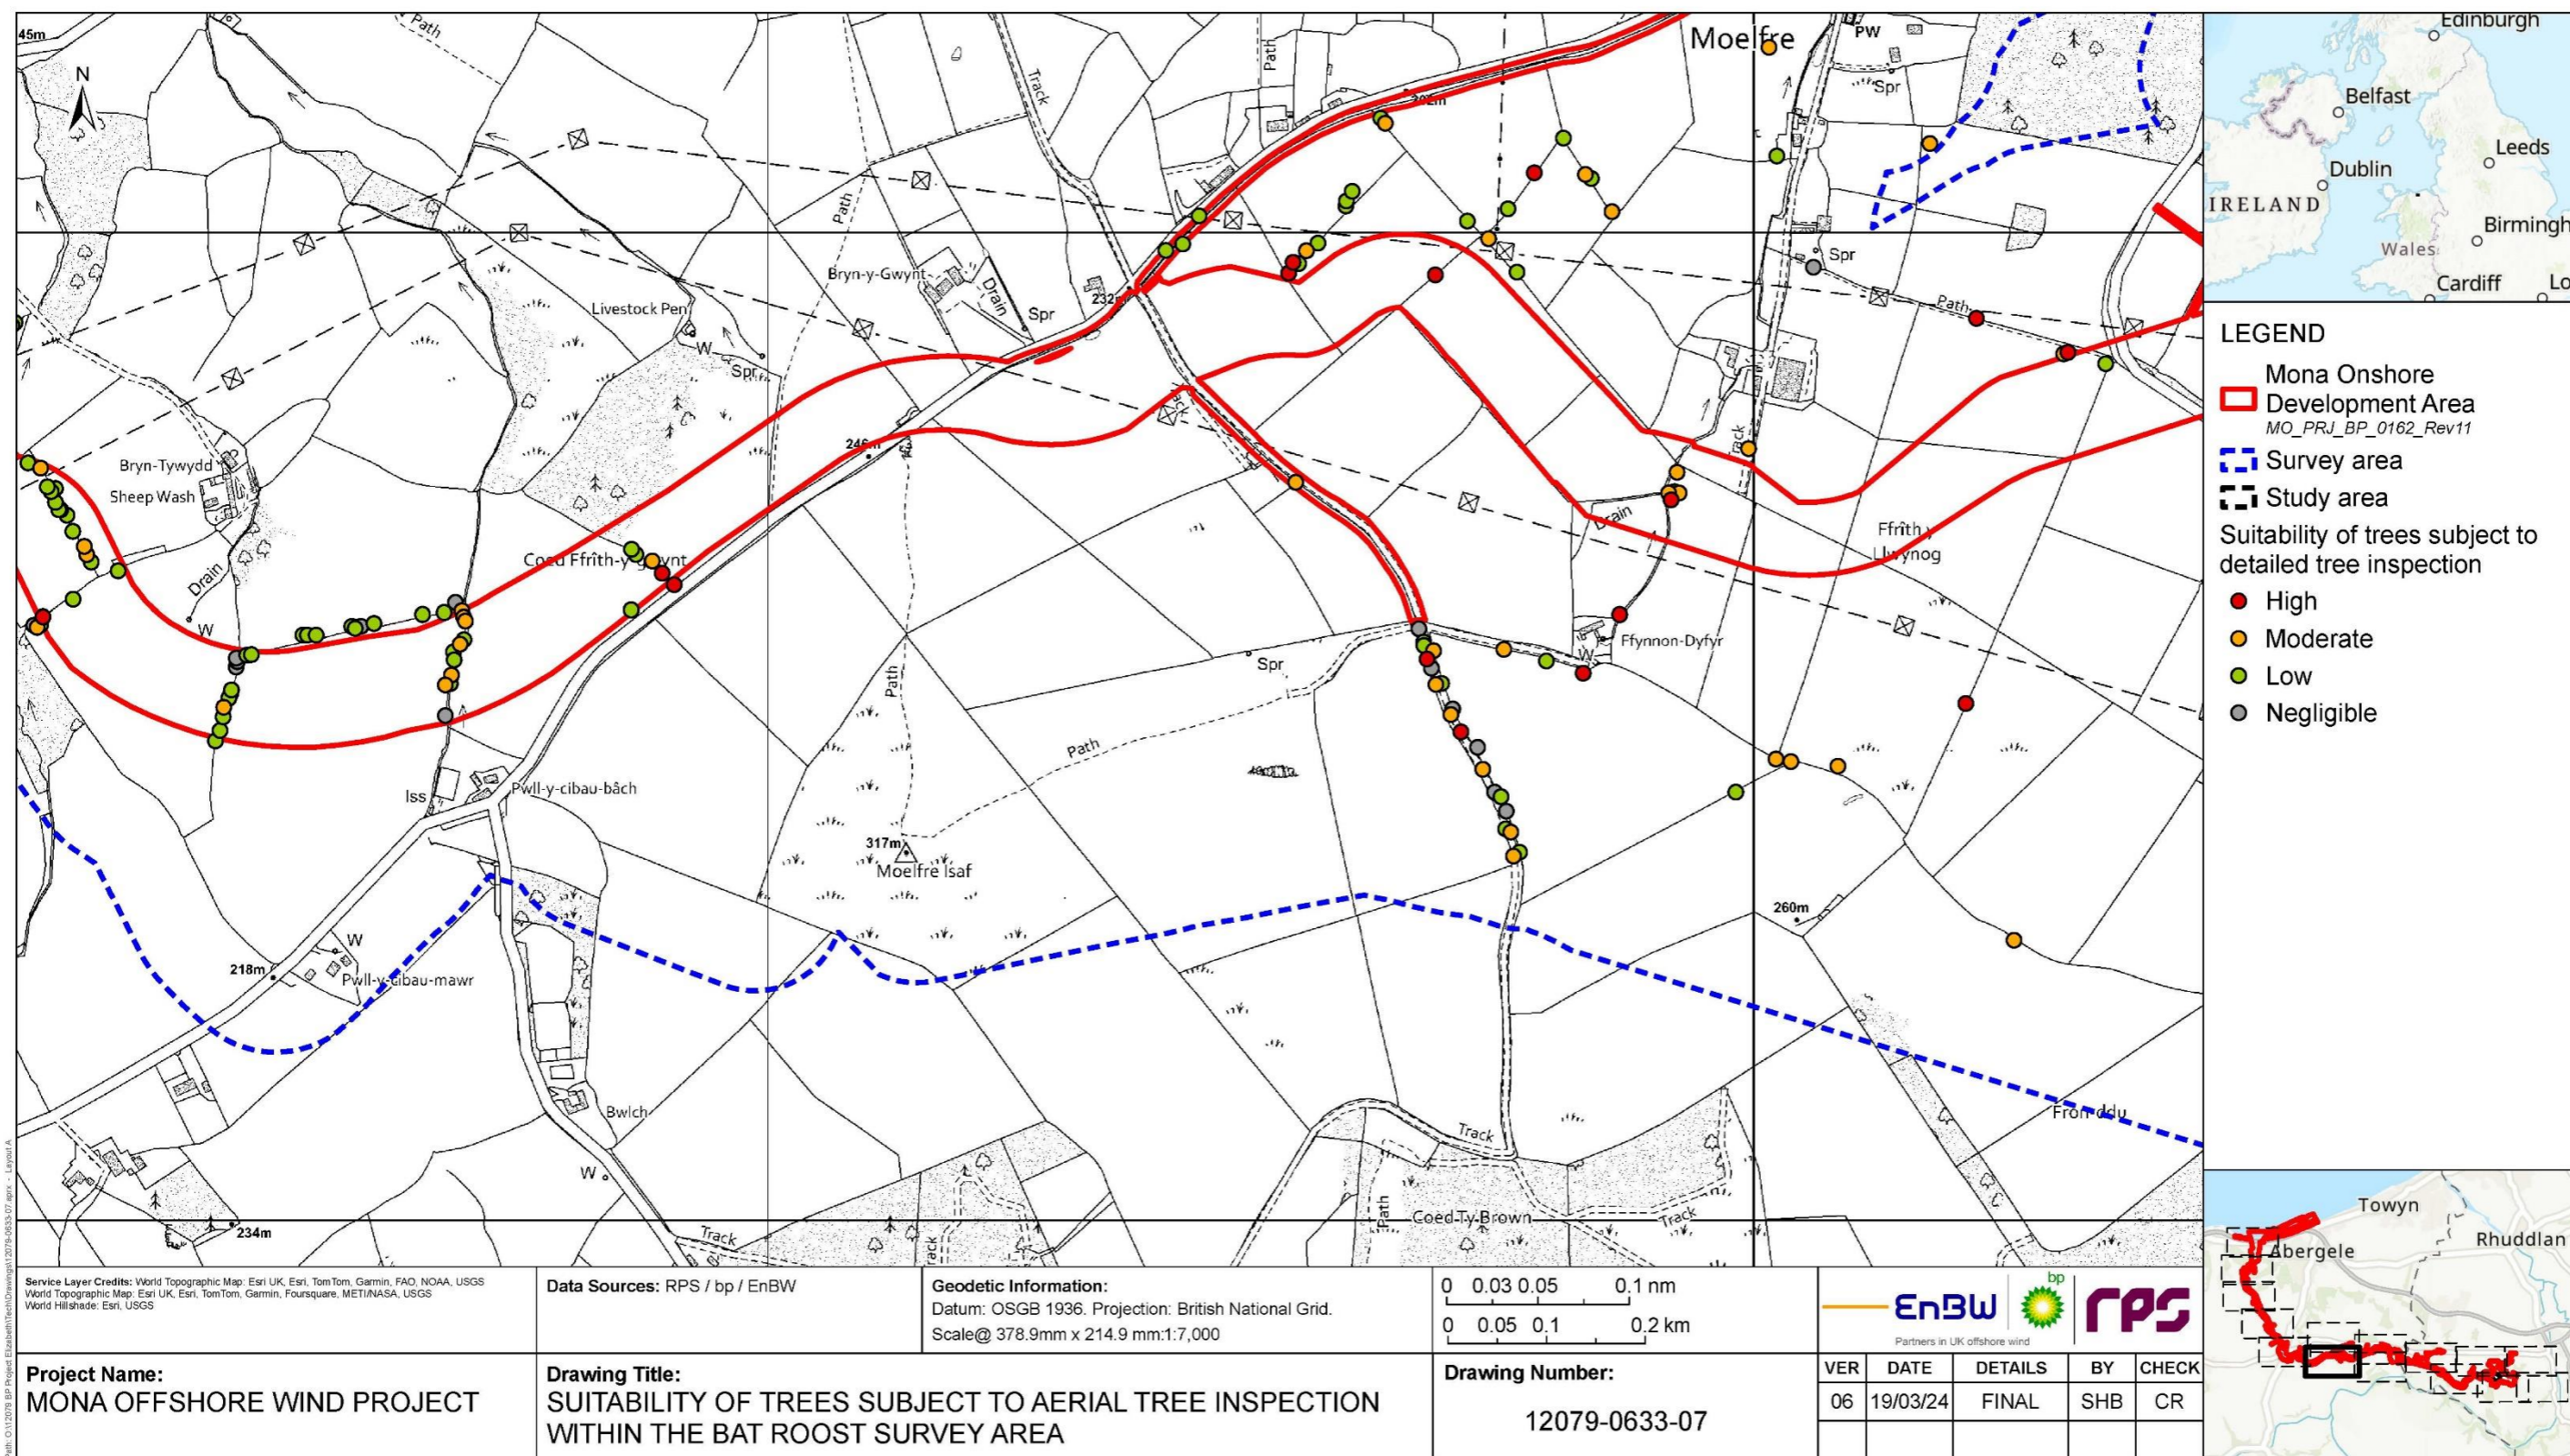 45m
N
Path
Track
Path
Moelfre
PW
Spr
202m
Path
Bryn-y-Gwynt
Drain
Spr
232m
Livestock Pen
W
Spr
Spr
Path
Track
246m
Bryn-Tywydd
Sheep Wash
Drain
W
Coed Ffrîth-y-gwynt
Track
Drain
Ffrîth-y
Llwynog
Ffynnon-Dyfyr
W
Spr
Path
Path
Iss
Pwll-y-cibau-bâch
317m
Moelfre Isaf
260m
W
218m
Pwll-y-cibau-mawr
Bwlch
W
Fron-ddu
Track
Path
Coed Ty Brown
Track
234m
Track
Track
Edinburgh
Belfast
Leeds
Dublin
IRELAND
Birmingh
Wales
Cardiff
Lo
LEGEND
Mona Onshore
Development Area
MO_PRJ_BP_0162_Rev11
Survey area
Study area
Suitability of trees subject to
detailed tree inspection
High
Moderate
Low
Negligible
Towyn
Abergele
Rhuddlan
Service Layer Credits: World Topographic Map: Esri UK, Esri, TomTom, Garmin, FAO, NOAA, USGS
World Topographic Map: Esri UK, Esri, TomTom, Garmin, Foursquare, METI/NASA, USGS
World Hillshade: Esri, USGS
Data Sources: RPS / bp / EnBW
Geodetic Information:
Datum: OSGB 1936. Projection: British National Grid.
Scale@ 378.9mm x 214.9 mm:1:7,000
0 0.03 0.05 0.1 nm
0 0.05 0.1 0.2 km
EnBW
bp
rps
Partners in UK offshore wind
Project Name:
MONA OFFSHORE WIND PROJECT
Drawing Title:
SUITABILITY OF TREES SUBJECT TO AERIAL TREE INSPECTION
WITHIN THE BAT ROOST SURVEY AREA
Drawing Number:
12079-0633-07
VER DATE DETAILS BY CHECK
06 19/03/24 FINAL SHB CR